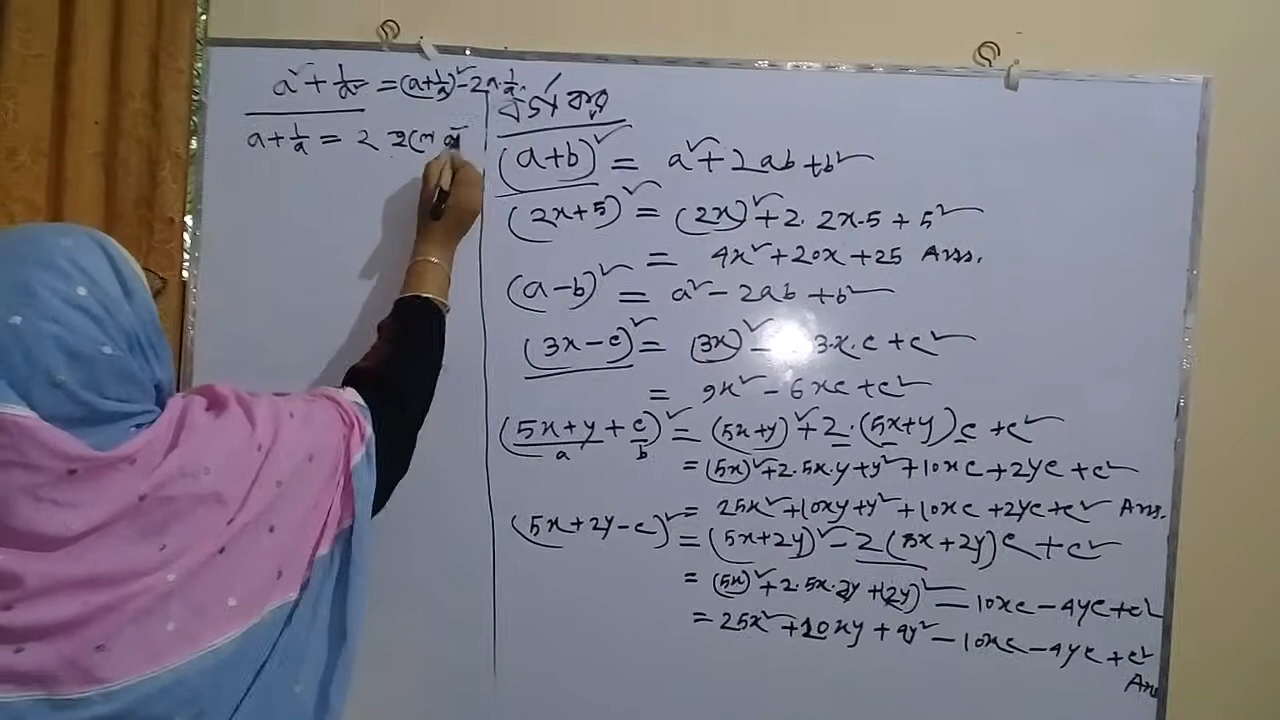 a² + 1/a² = (a+1/a)² - 2a·1/a
a + 1/a = 2 হলে
বর্গ কর
(a+b)² = a² + 2ab + b²
(2x+5)² = (2x)² + 2·2x·5 + 5²
= 4x² + 20x + 25 Ans.
(a-b)² = a² - 2ab + b²
(3x-c)² = (3x)² - 3x·c + c²
= 9x² - 6xc + c²
(5x+y+c)² = (5x+y)² + 2·(5x+y)c + c²
a b
= (5x)² + 2·5x·y + y² + 10xc + 2yc + c²
= 25x² + 10xy + y² + 10xc + 2yc + c² Ans.
(5x+2y-c)² = (5x+2y)² - 2(5x+2y)c + c²
= (5x)² + 2·5x·2y + (2y)² - 10xc - 4yc + c²
= 25x² + 20xy + 4y² - 10xc - 4yc + c²
Ans